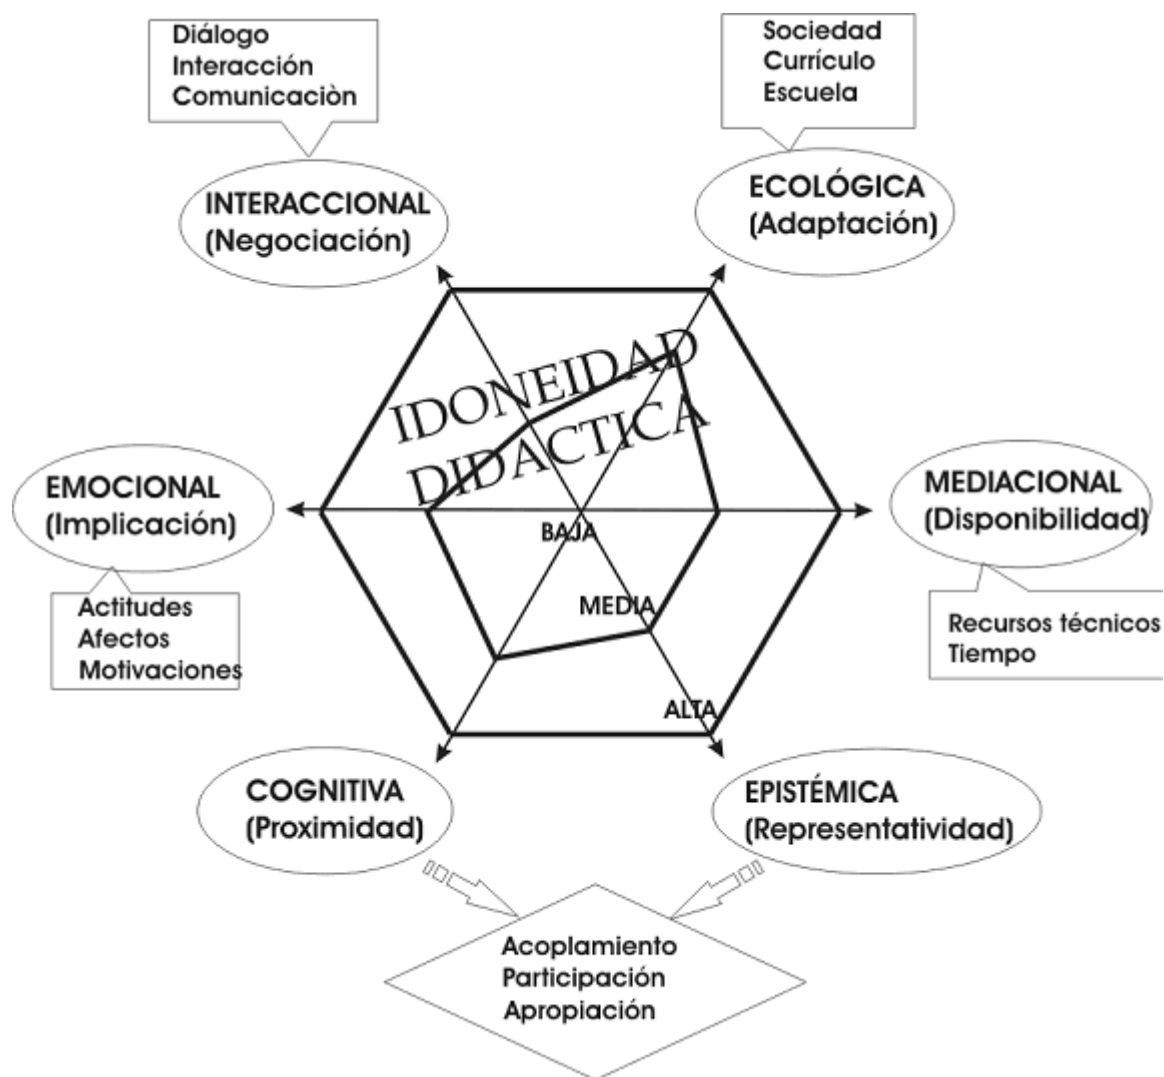 Diálogo
Interacción
Comunicaciòn
Sociedad
Currículo
Escuela
INTERACCIONAL
(Negociación)
ECOLÓGICA
(Adaptación)
IDONEIDAD
DIDACTICA
EMOCIONAL
(Implicación)
MEDIACIONAL
(Disponibilidad)
BAJA
MEDIA
ALTA
Actitudes
Afectos
Motivaciones
Recursos técnicos
Tiempo
COGNITIVA
(Proximidad)
EPISTÉMICA
(Representatividad)
Acoplamiento
Participación
Apropiación